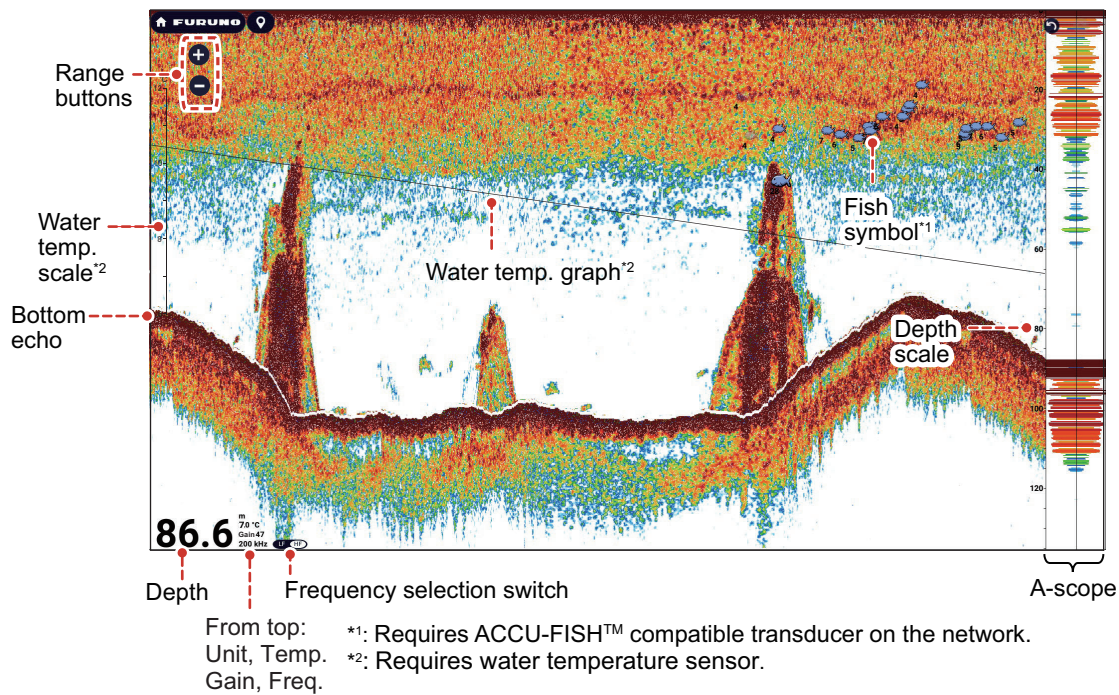 FURUNO
Range
buttons
12
20
40
60
80
100
120
Water
temp.
scale*2
8
Bottom
echo
Water temp. graph*2
Fish
symbol*1
Depth
scale
86.6
m
7.0 °C
Gain 47
200 kHz
LF HF
Depth
Frequency selection switch
A-scope
From top:
Unit, Temp.
Gain, Freq.
*1: Requires ACCU-FISH™ compatible transducer on the network.
*2: Requires water temperature sensor.